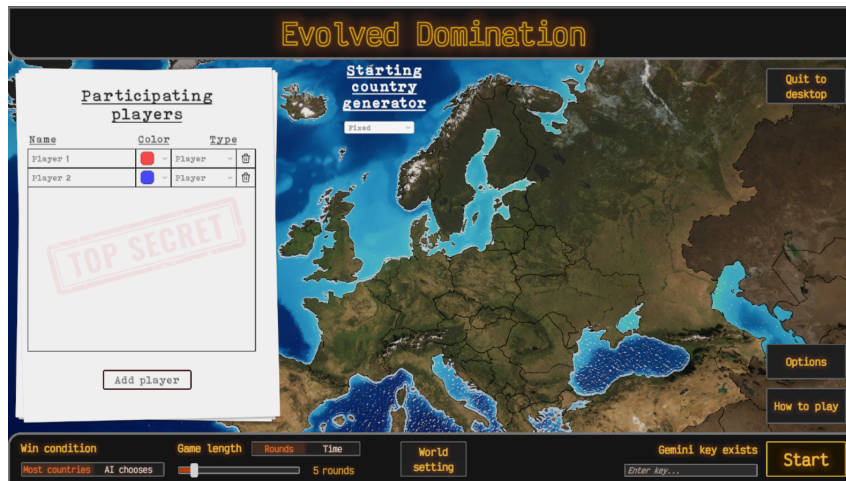 Evolved Domination
Participating
players
Name Color Type
Player 1 Player
Player 2 Player
TOP SECRET
Add player
Starting
country
generator
Fixed
Quit to
desktop
Options
How to play
Win condition
Most countries AI chooses
Game length Rounds Time
5 rounds
World
setting
Gemini key exists
Enter key...
Start